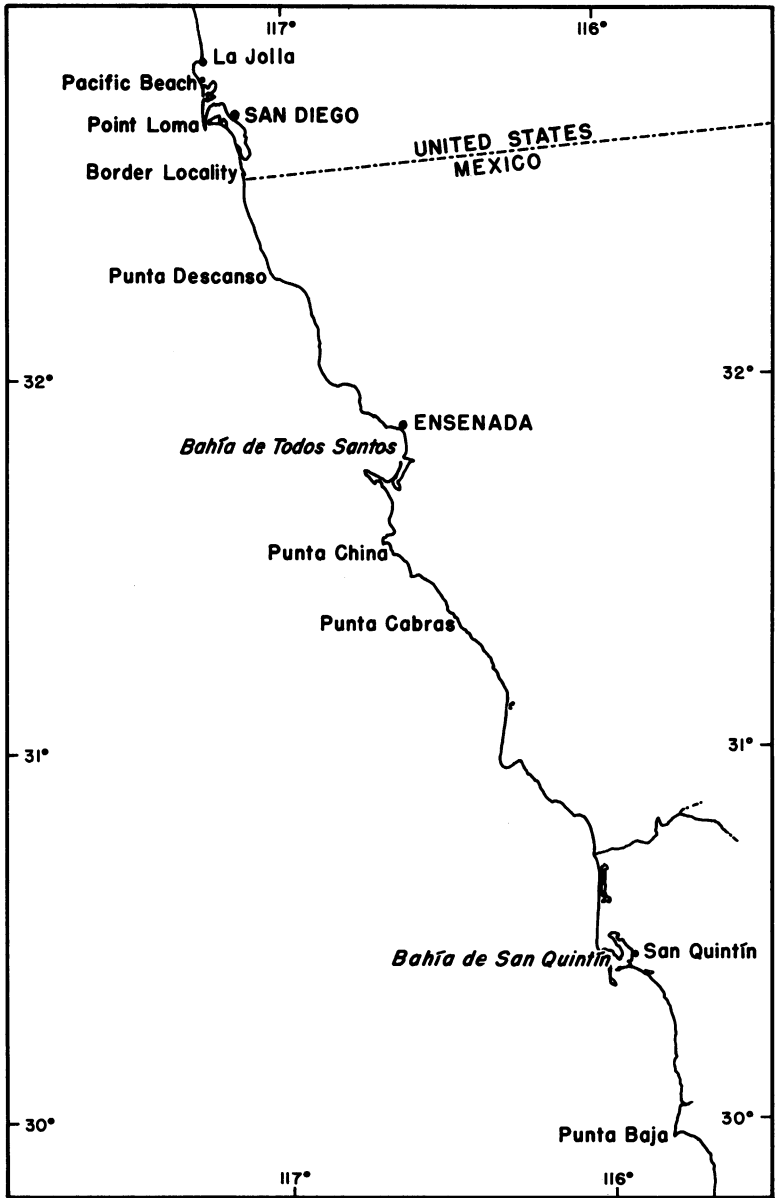 117°
116°
La Jolla
Pacific Beach
SAN DIEGO
Point Loma
UNITED STATES
MEXICO
Border Locality
Punta Descanso
32°
32°
ENSENADA
Bahía de Todos Santos
Punta China
Punta Cabras
31°
31°
Bahía de San Quintín
San Quintín
30°
30°
Punta Baja
117°
116°